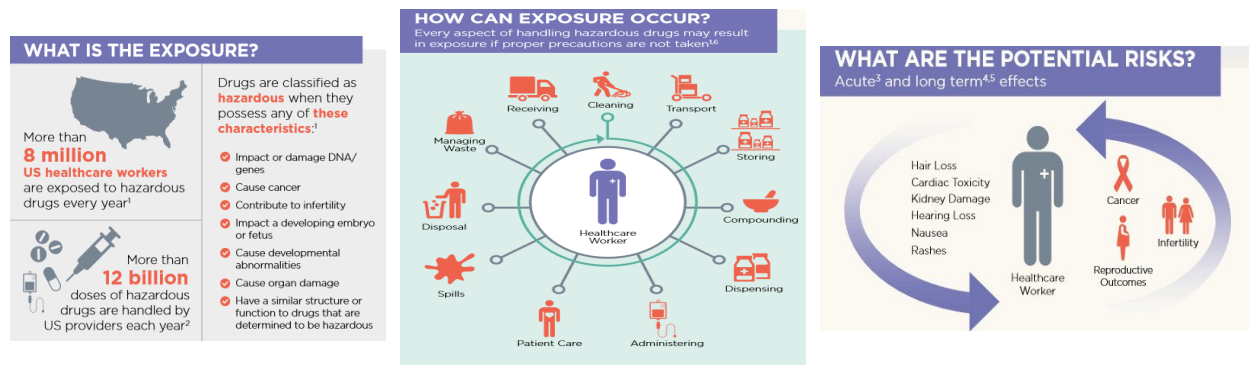 WHAT IS THE EXPOSURE?
More than
8 million
US healthcare workers
are exposed to hazardous
drugs every year¹
More than
12 billion
doses of hazardous
drugs are handled by
US providers each year²
Drugs are classified as
hazardous when they
possess any of these
characteristics:¹
Impact or damage DNA/
genes
Cause cancer
Contribute to infertility
Impact a developing embryo
or fetus
Cause developmental
abnormalities
Cause organ damage
Have a similar structure or
function to drugs that are
determined to be hazardous
HOW CAN EXPOSURE OCCUR?
Every aspect of handling hazardous drugs may result
in exposure if proper precautions are not taken¹,⁶
Receiving
Cleaning
Transport
Managing
Waste
Storing
Disposal
Compounding
Healthcare
Worker
Spills
Dispensing
Patient Care
Administering
WHAT ARE THE POTENTIAL RISKS?
Acute³ and long term⁴,⁵ effects
Hair Loss
Cardiac Toxicity
Kidney Damage
Hearing Loss
Nausea
Rashes
Healthcare
Worker
Cancer
Infertility
Reproductive
Outcomes